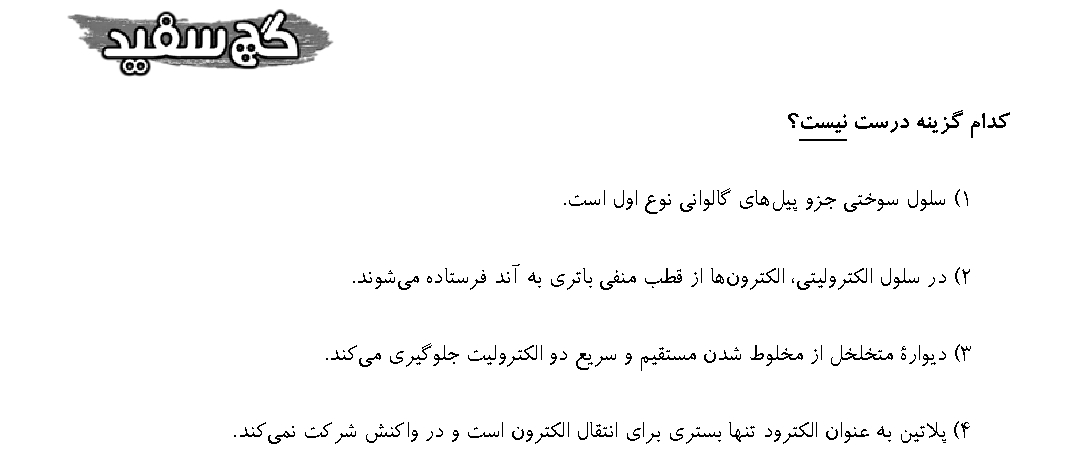 گچ سفید
کدام گزینه درست نیست؟
۱) سلول سوختی جزو پیل‌های گالوانی نوع اول است.
۲) در سلول الکترولیتی، الکترون‌ها از قطب منفی باتری به آند فرستاده می‌شوند.
۳) دیوارهٔ متخلخل از مخلوط شدن مستقیم و سریع دو الکترولیت جلوگیری می‌کند.
۴) پلاتین به عنوان الکترود تنها بستری برای انتقال الکترون است و در واکنش شرکت نمی‌کند.